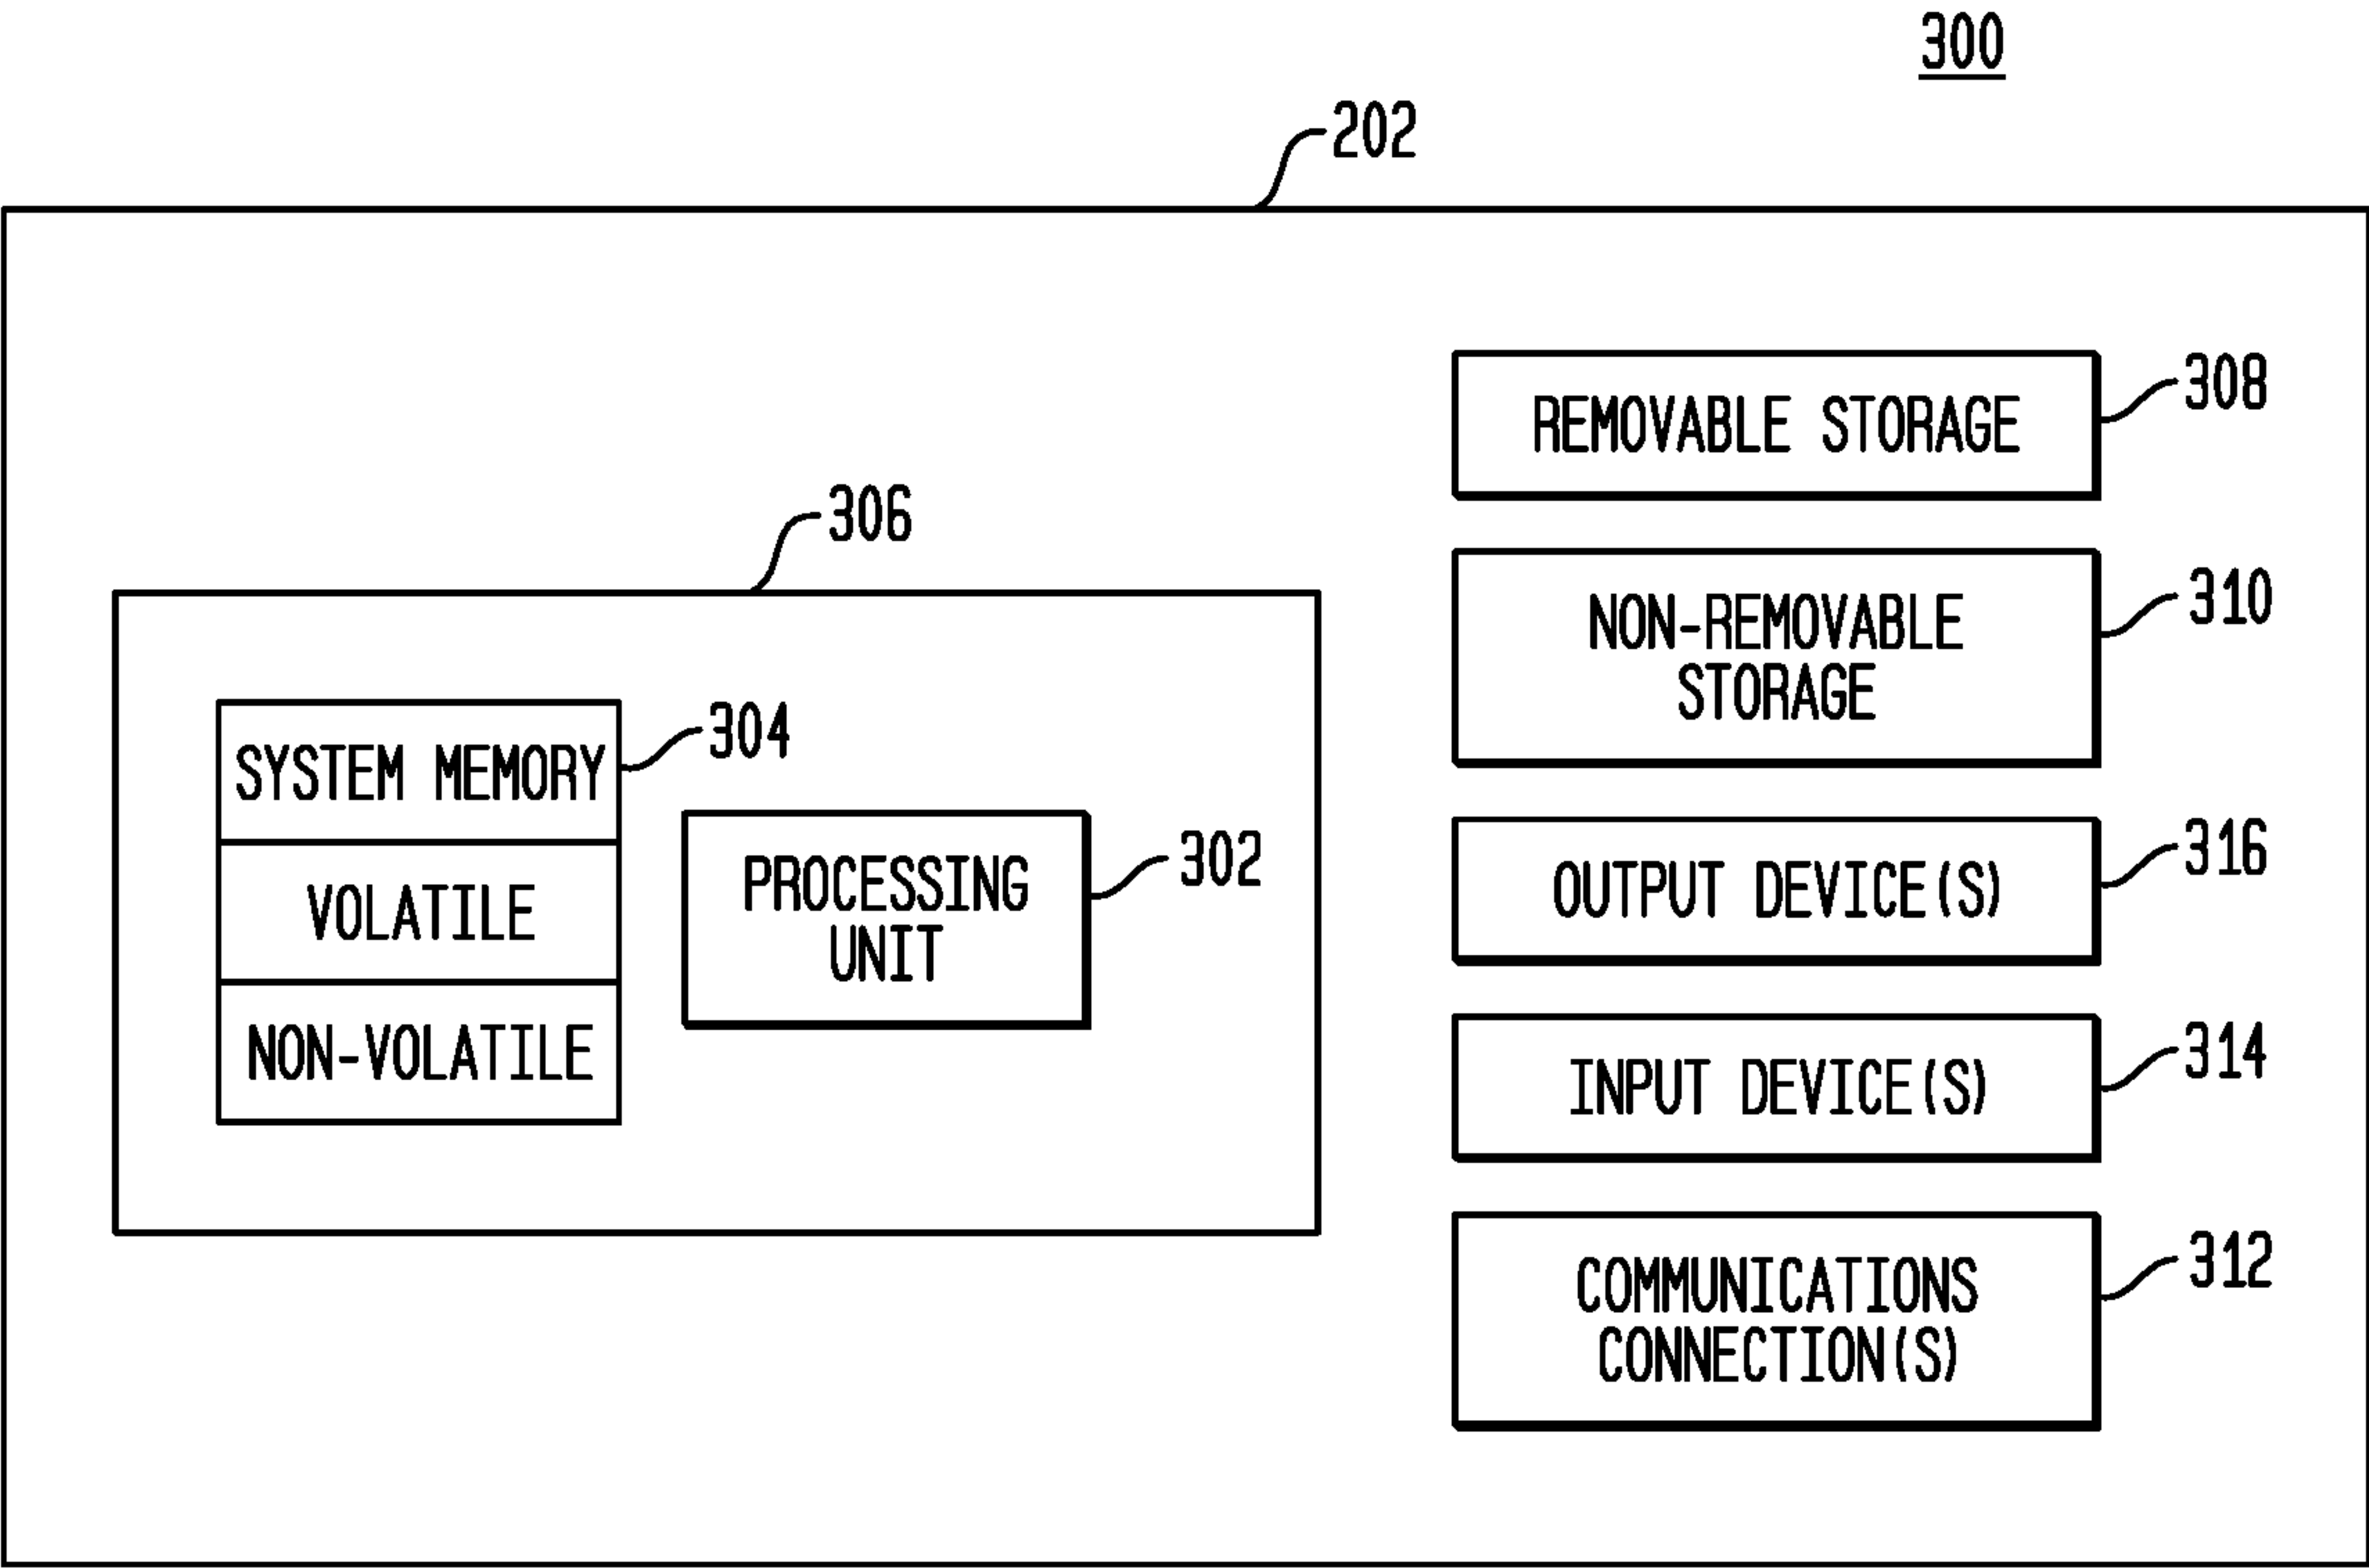 300
202
306
SYSTEM MEMORY
304
VOLATILE
NON-VOLATILE
PROCESSING
UNIT
302
REMOVABLE STORAGE
308
NON-REMOVABLE
STORAGE
310
OUTPUT DEVICE(S)
316
INPUT DEVICE(S)
314
COMMUNICATIONS
CONNECTION(S)
312